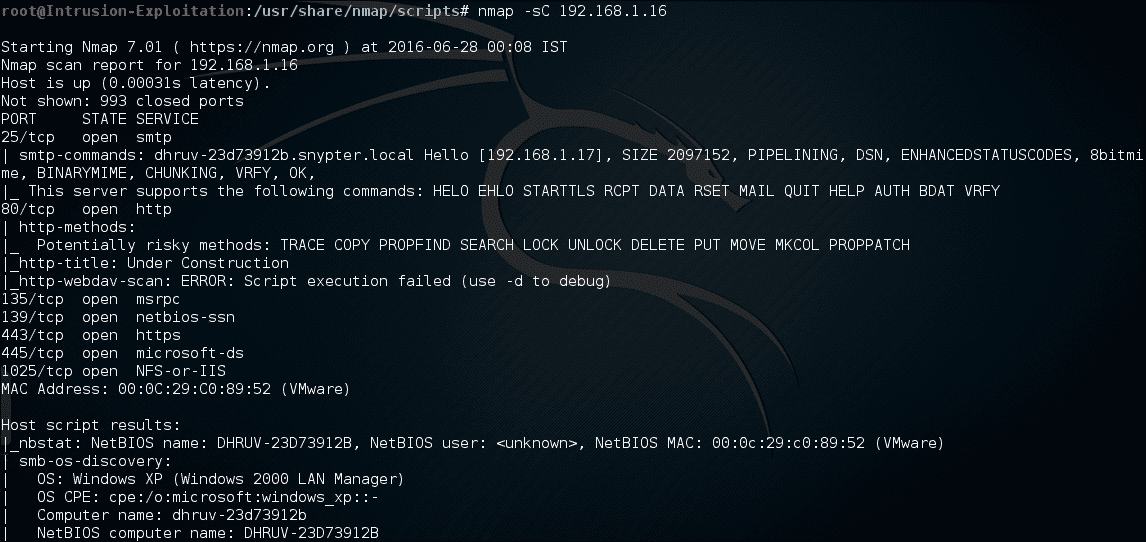 root@Intrusion-Exploitation:/usr/share/nmap/scripts# nmap -sC 192.168.1.16
Starting Nmap 7.01 ( https://nmap.org ) at 2016-06-28 00:08 IST
Nmap scan report for 192.168.1.16
Host is up (0.00031s latency).
Not shown: 993 closed ports
PORT     STATE SERVICE
25/tcp   open  smtp
| smtp-commands: dhruv-23d73912b.snypter.local Hello [192.168.1.17], SIZE 2097152, PIPELINING, DSN, ENHANCEDSTATUSCODES, 8bitmi
me, BINARYMIME, CHUNKING, VRFY, OK,
|_ This server supports the following commands: HELO EHLO STARTTLS RCPT DATA RSET MAIL QUIT HELP AUTH BDAT VRFY
80/tcp   open  http
| http-methods:
|_  Potentially risky methods: TRACE COPY PROPFIND SEARCH LOCK UNLOCK DELETE PUT MOVE MKCOL PROPPATCH
|_http-title: Under Construction
|_http-webdav-scan: ERROR: Script execution failed (use -d to debug)
135/tcp  open  msrpc
139/tcp  open  netbios-ssn
443/tcp  open  https
445/tcp  open  microsoft-ds
1025/tcp open  NFS-or-IIS
MAC Address: 00:0C:29:C0:89:52 (VMware)
Host script results:
|_nbstat: NetBIOS name: DHRUV-23D73912B, NetBIOS user: <unknown>, NetBIOS MAC: 00:0c:29:c0:89:52 (VMware)
| smb-os-discovery:
|   OS: Windows XP (Windows 2000 LAN Manager)
|   OS CPE: cpe:/o:microsoft:windows_xp::-
|   Computer name: dhruv-23d73912b
|   NetBIOS computer name: DHRUV-23D73912B